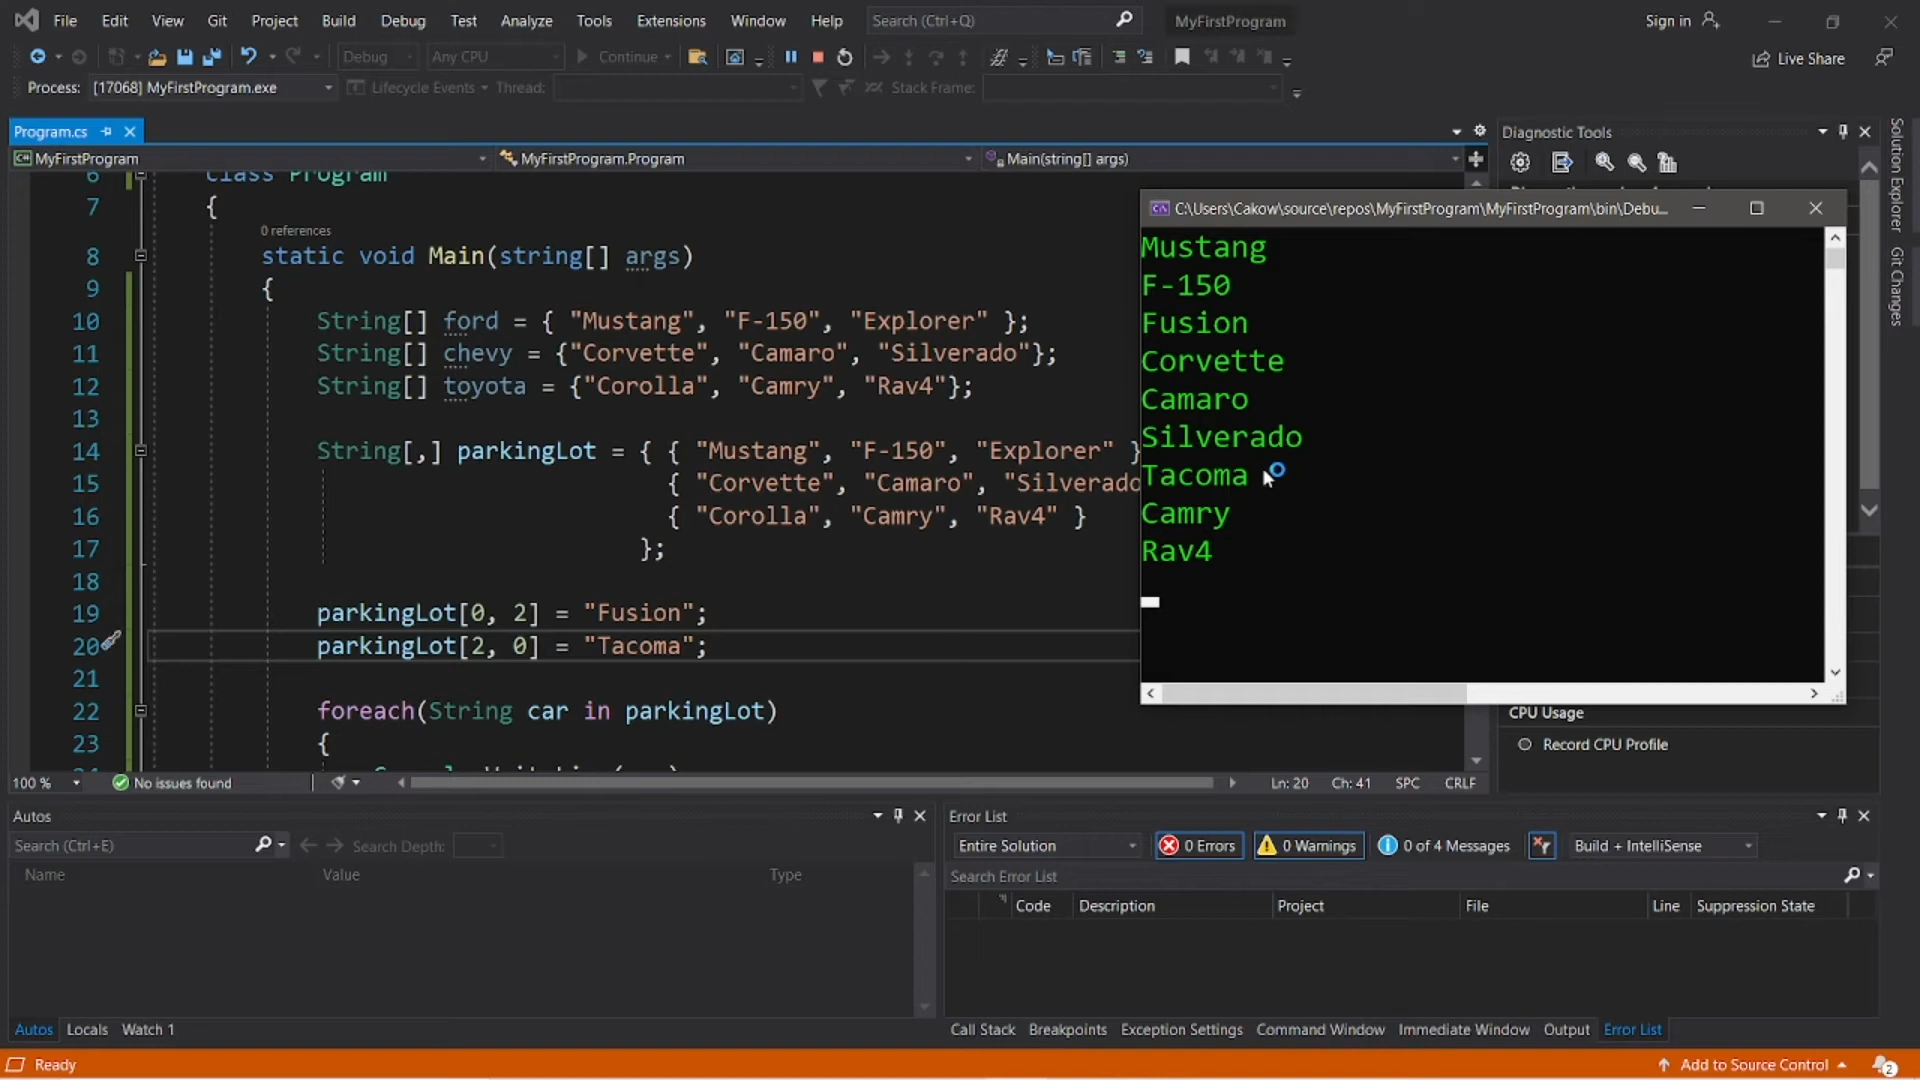 File Edit View Git Project Build Debug Test Analyze Tools Extensions Window Help Search (Ctrl+Q) MyFirstProgram Sign in
Debug Any CPU Continue Live Share
Process: [17068] MyFirstProgram.exe Lifecycle Events Thread: Stack Frame:
Program.cs Diagnostic Tools
MyFirstProgram MyFirstProgram.Program Main(string[] args)
Solution Explorer
Git Changes
6 class Program
7 {
0 references
8 static void Main(string[] args)
9 {
10 String[] ford = { "Mustang", "F-150", "Explorer" };
11 String[] chevy = {"Corvette", "Camaro", "Silverado"};
12 String[] toyota = {"Corolla", "Camry", "Rav4"};
13
14 String[,] parkingLot = { { "Mustang", "F-150", "Explorer" }
15 { "Corvette", "Camaro", "Silverado
16 { "Corolla", "Camry", "Rav4" }
17 };
18
19 parkingLot[0, 2] = "Fusion";
20 parkingLot[2, 0] = "Tacoma";
21
22 foreach(String car in parkingLot)
23 {
C:\Users\Cakow\source\repos\MyFirstProgram\MyFirstProgram\bin\Debu...
Mustang
F-150
Fusion
Corvette
Camaro
Silverado
Tacoma
Camry
Rav4
CPU Usage
Record CPU Profile
100 % No issues found Ln: 20 Ch: 41 SPC CRLF
Autos
Search (Ctrl+E) Search Depth:
Name Value Type
Autos Locals Watch 1
Error List
Entire Solution 0 Errors 0 Warnings 0 of 4 Messages Build + IntelliSense
Search Error List
Code Description Project File Line Suppression State
Call Stack Breakpoints Exception Settings Command Window Immediate Window Output Error List
Ready Add to Source Control 2